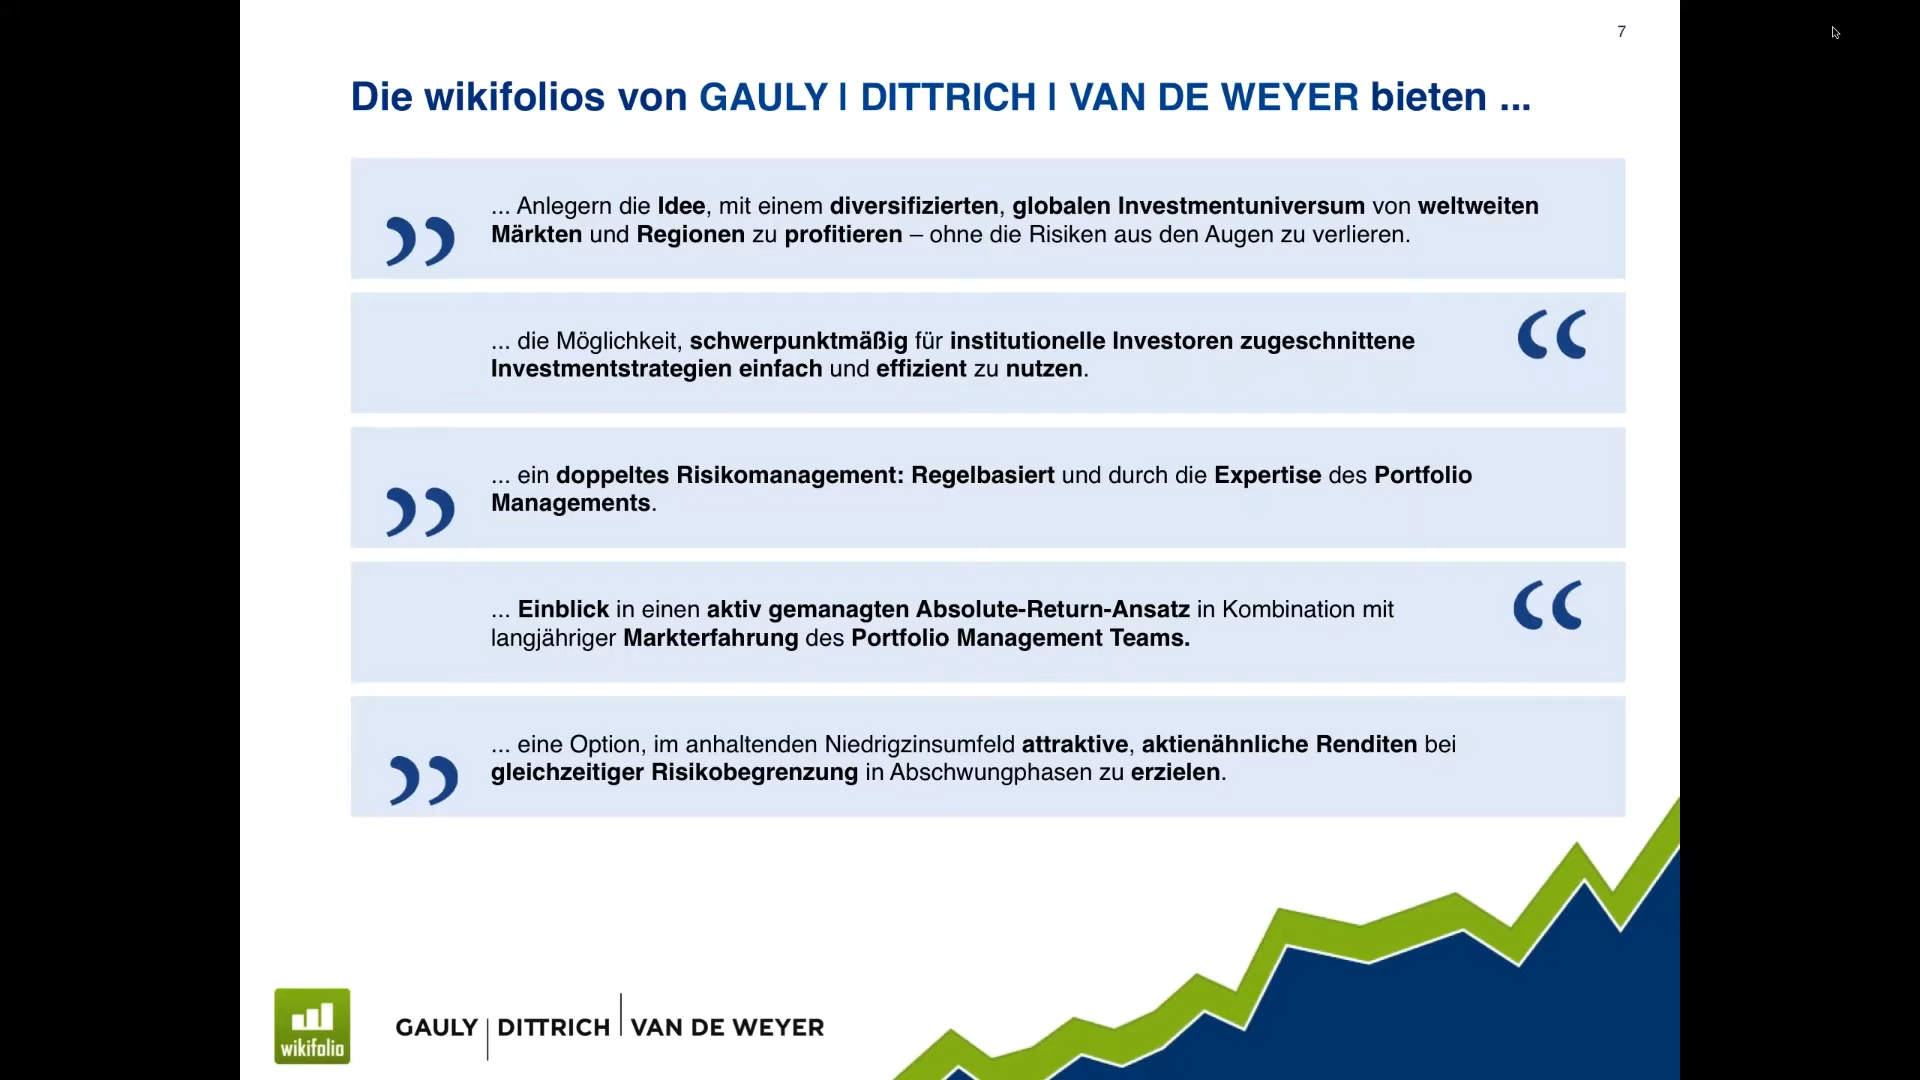 7
Die wikifolios von GAULY | DITTRICH | VAN DE WEYER bieten ...
... Anlegern die Idee, mit einem diversifizierten, globalen Investmentuniversum von weltweiten
Märkten und Regionen zu profitieren – ohne die Risiken aus den Augen zu verlieren.
... die Möglichkeit, schwerpunktmäßig für institutionelle Investoren zugeschnittene
Investmentstrategien einfach und effizient zu nutzen.
... ein doppeltes Risikomanagement: Regelbasiert und durch die Expertise des Portfolio
Managements.
... Einblick in einen aktiv gemanagten Absolute-Return-Ansatz in Kombination mit
langjähriger Markterfahrung des Portfolio Management Teams.
... eine Option, im anhaltenden Niedrigzinsumfeld attraktive, aktienähnliche Renditen bei
gleichzeitiger Risikobegrenzung in Abschwungphasen zu erzielen.
wikifolio
GAULY | DITTRICH | VAN DE WEYER